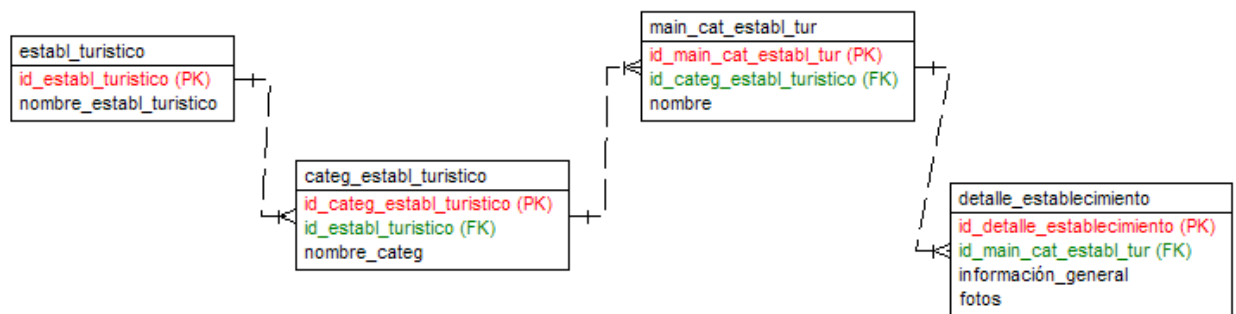 establ_turistico
id_establ_turistico (PK)
nombre_establ_turistico
categ_establ_turistico
id_categ_establ_turistico (PK)
id_establ_turistico (FK)
nombre_categ
main_cat_establ_tur
id_main_cat_establ_tur (PK)
id_categ_establ_turistico (FK)
nombre
detalle_establecimiento
id_detalle_establecimiento (PK)
id_main_cat_establ_tur (FK)
información_general
fotos